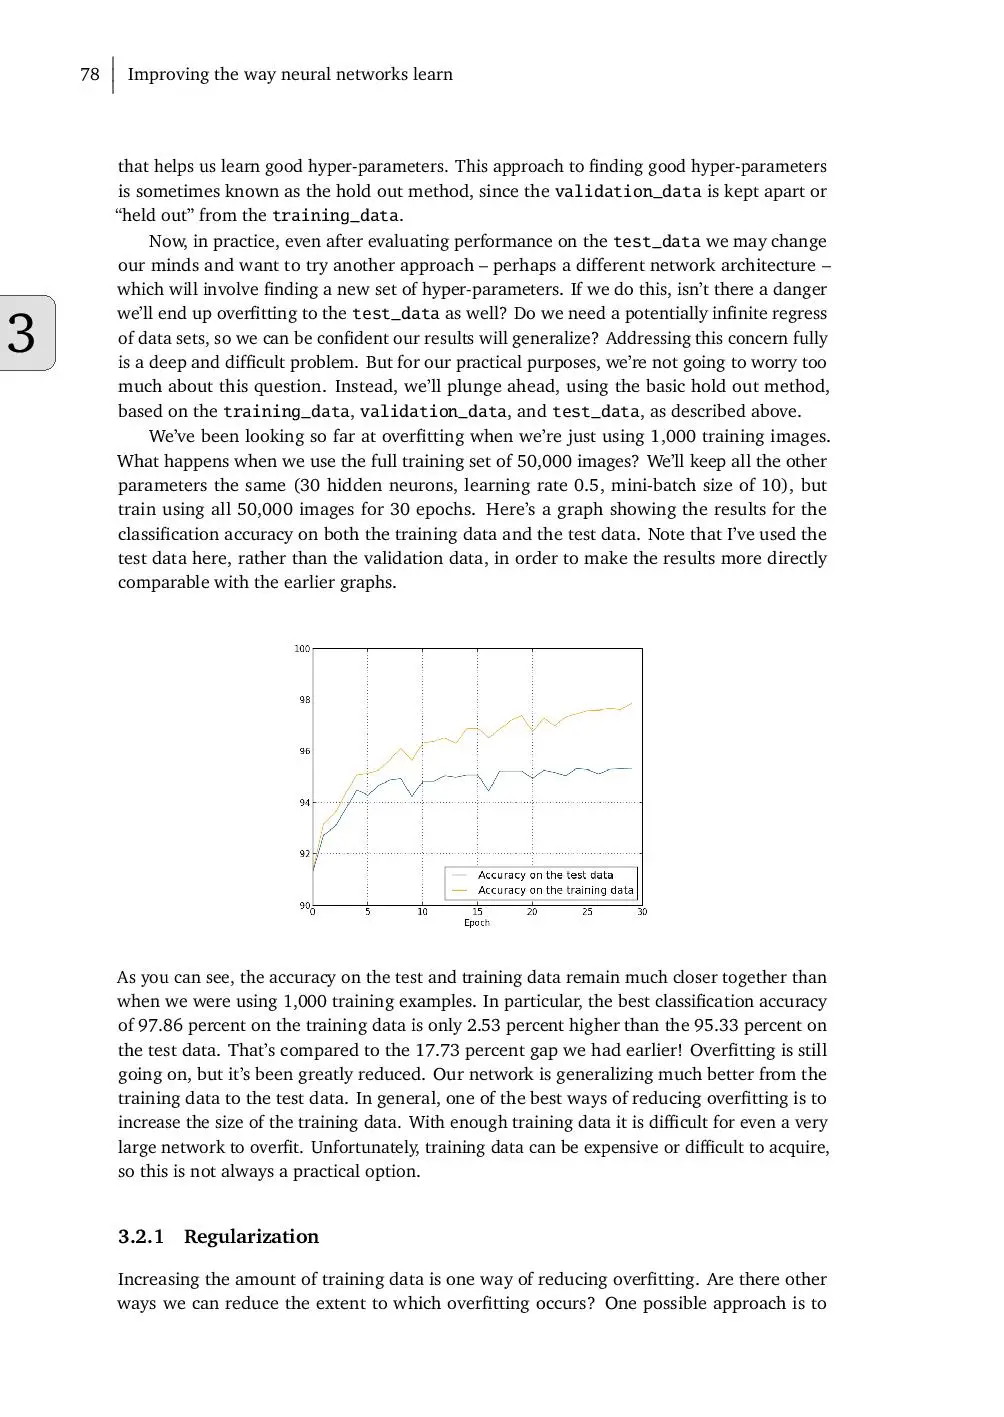 78 Improving the way neural networks learn
that helps us learn good hyper-parameters. This approach to finding good hyper-parameters
is sometimes known as the hold out method, since the validation_data is kept apart or
“held out” from the training_data.
Now, in practice, even after evaluating performance on the test_data we may change
our minds and want to try another approach – perhaps a different network architecture –
which will involve finding a new set of hyper-parameters. If we do this, isn’t there a danger
we’ll end up overfitting to the test_data as well? Do we need a potentially infinite regress
of data sets, so we can be confident our results will generalize? Addressing this concern fully
is a deep and difficult problem. But for our practical purposes, we’re not going to worry too
much about this question. Instead, we’ll plunge ahead, using the basic hold out method,
based on the training_data, validation_data, and test_data, as described above.
3
We’ve been looking so far at overfitting when we’re just using 1,000 training images.
What happens when we use the full training set of 50,000 images? We’ll keep all the other
parameters the same (30 hidden neurons, learning rate 0.5, mini-batch size of 10), but
train using all 50,000 images for 30 epochs. Here’s a graph showing the results for the
classification accuracy on both the training data and the test data. Note that I’ve used the
test data here, rather than the validation data, in order to make the results more directly
comparable with the earlier graphs.
100
98
96
94
92
90
Accuracy on the test data
Accuracy on the training data
0 5 10 15 20 25 30
Epoch
As you can see, the accuracy on the test and training data remain much closer together than
when we were using 1,000 training examples. In particular, the best classification accuracy
of 97.86 percent on the training data is only 2.53 percent higher than the 95.33 percent on
the test data. That’s compared to the 17.73 percent gap we had earlier! Overfitting is still
going on, but it’s been greatly reduced. Our network is generalizing much better from the
training data to the test data. In general, one of the best ways of reducing overfitting is to
increase the size of the training data. With enough training data it is difficult for even a very
large network to overfit. Unfortunately, training data can be expensive or difficult to acquire,
so this is not always a practical option.
3.2.1 Regularization
Increasing the amount of training data is one way of reducing overfitting. Are there other
ways we can reduce the extent to which overfitting occurs? One possible approach is to